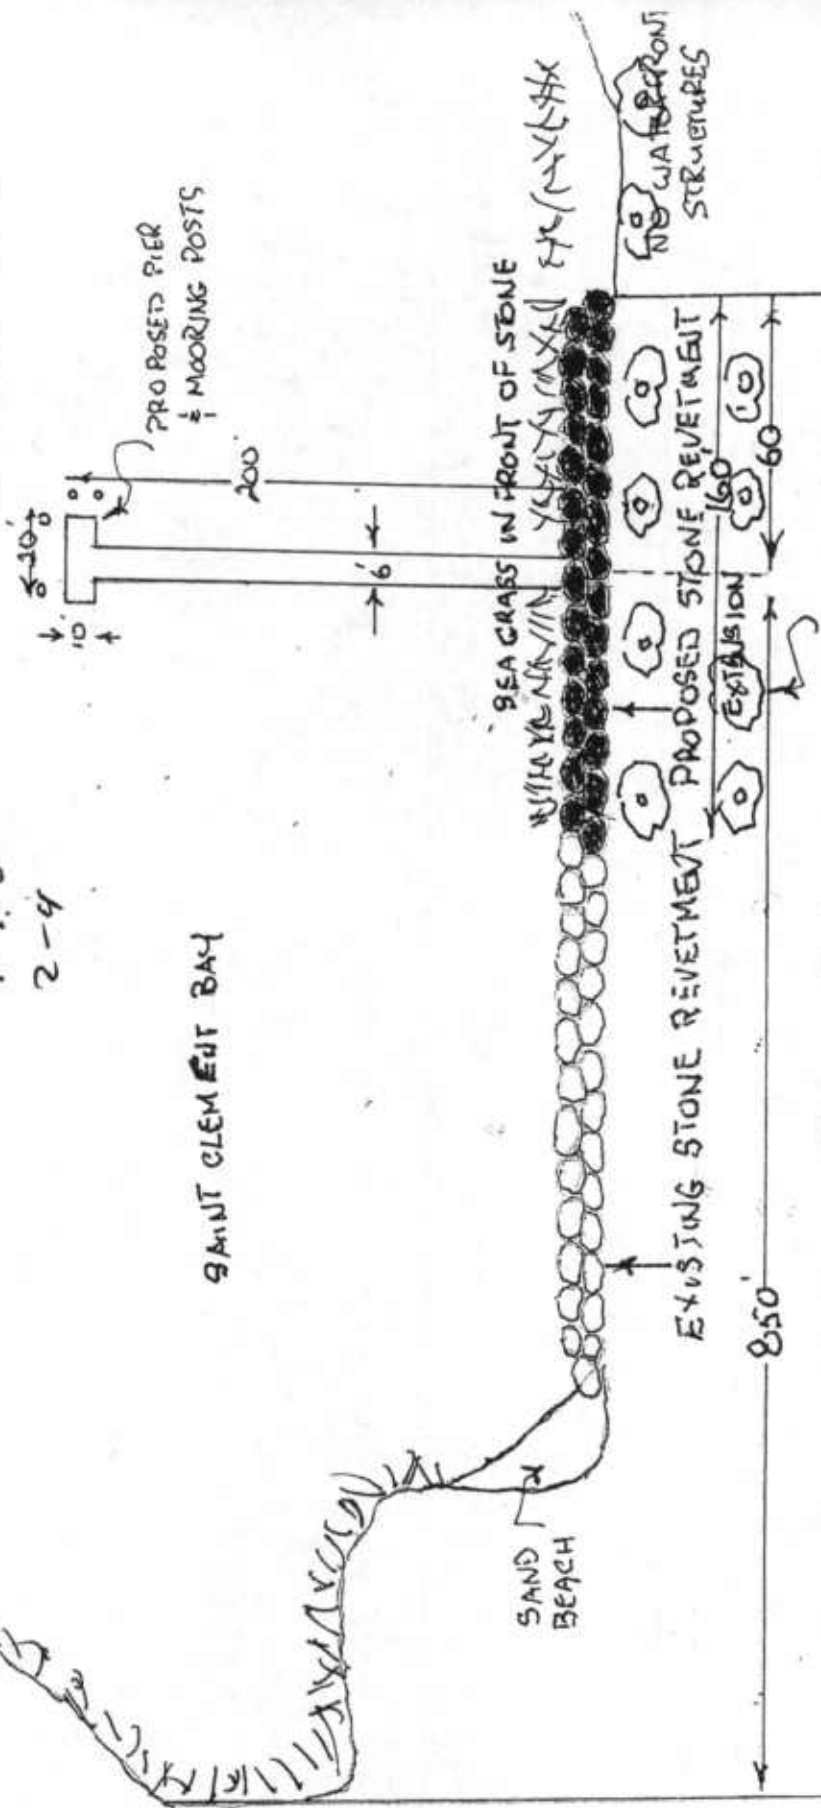 2-4
SAINT CLEMENT BAY
PROPOSED PIER
& MOORING POSTS
10'
200'
6'
SEA GRASS IN FRONT OF STONE
NO WATERFRONT
STRUCTURES
SAND
BEACH
EXISTING STONE REVETMENT
PROPOSED STONE REVETMENT
160'
EXTENSION
60'
850'